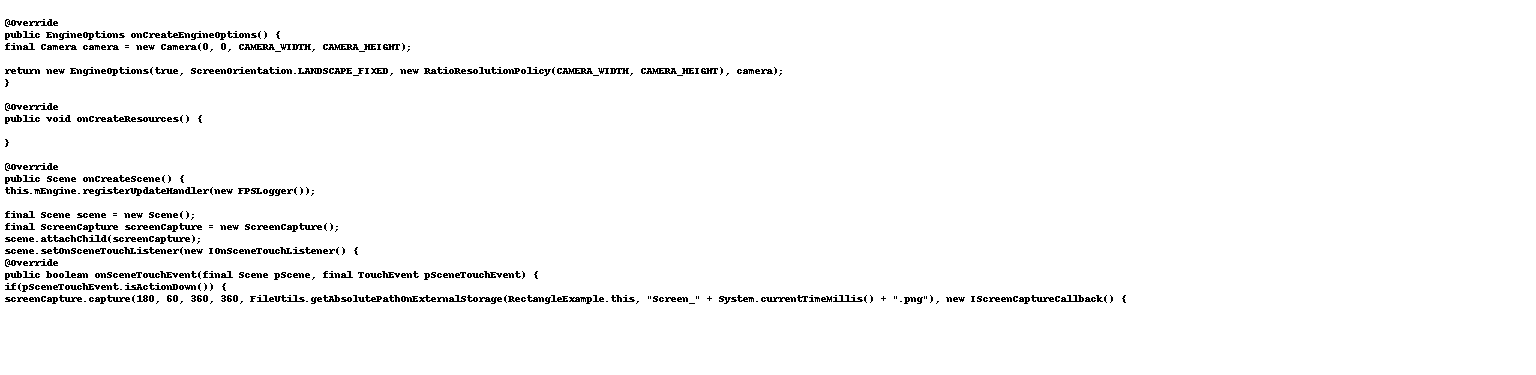 @Override
public EngineOptions onCreateEngineOptions() {
final Camera camera = new Camera(0, 0, CAMERA_WIDTH, CAMERA_HEIGHT);
return new EngineOptions(true, ScreenOrientation.LANDSCAPE_FIXED, new RatioResolutionPolicy(CAMERA_WIDTH, CAMERA_HEIGHT), camera);
}
@Override
public void onCreateResources() {
}
@Override
public Scene onCreateScene() {
this.mEngine.registerUpdateHandler(new FPSLogger());
final Scene scene = new Scene();
final ScreenCapture screenCapture = new ScreenCapture();
scene.attachChild(screenCapture);
scene.setOnSceneTouchListener(new IOnSceneTouchListener() {
@Override
public boolean onSceneTouchEvent(final Scene pScene, final TouchEvent pSceneTouchEvent) {
if(pSceneTouchEvent.isActionDown()) {
screenCapture.capture(180, 60, 360, 360, FileUtils.getAbsolutePathOnExternalStorage(RectangleExample.this, "Screen_" + System.currentTimeMillis() + ".png"), new IScreenCaptureCallback() {